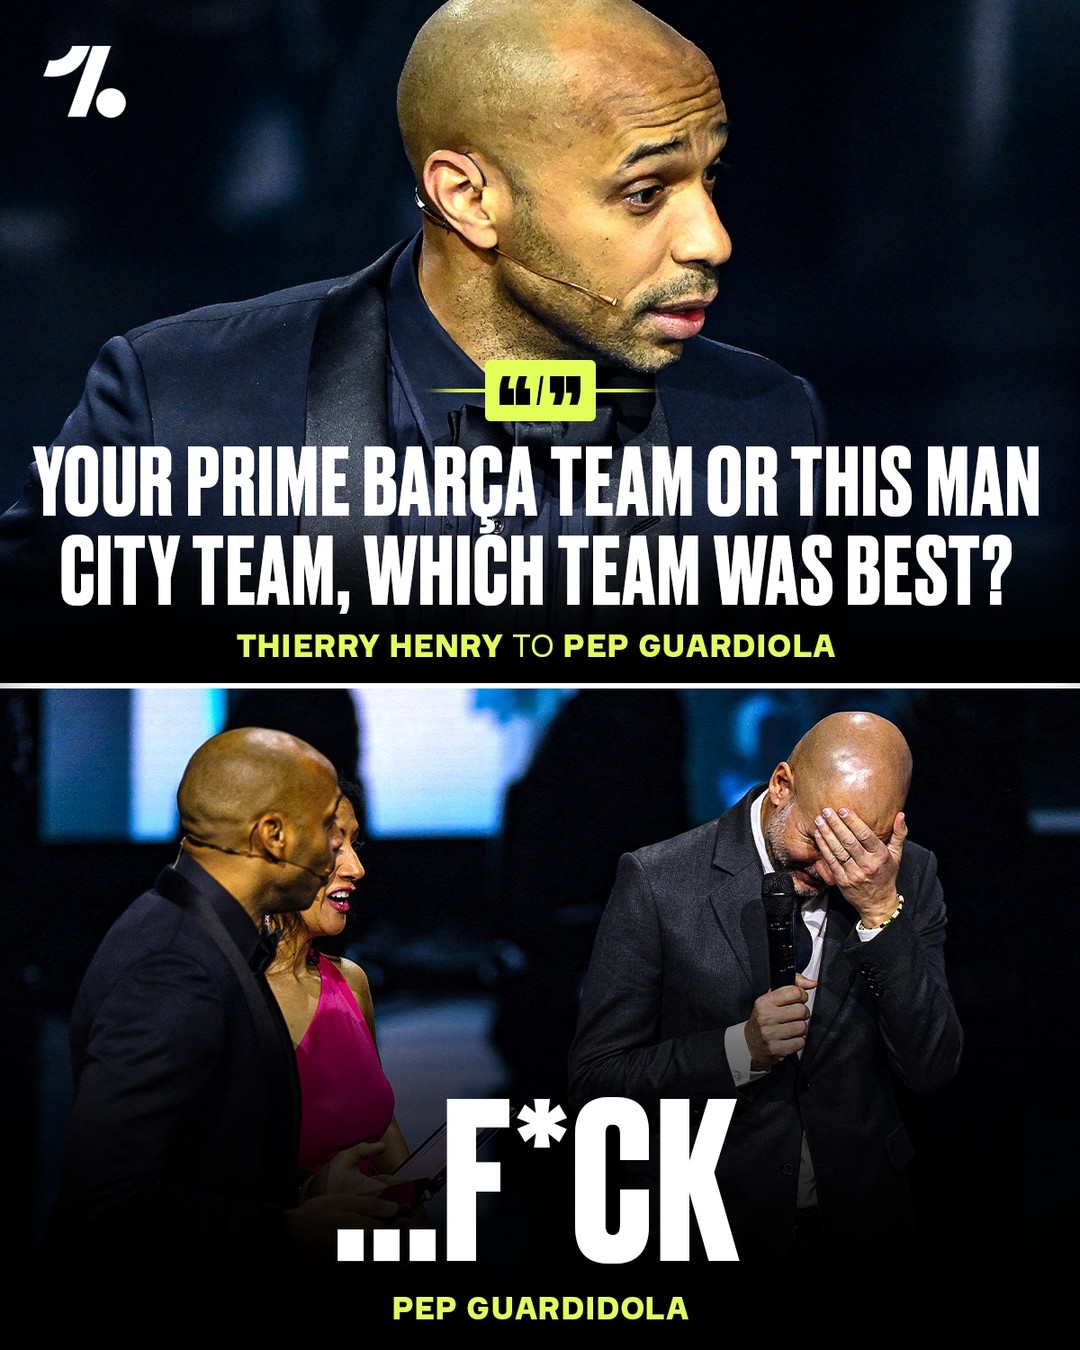 “/”
YOUR PRIME BARÇA TEAM OR THIS MAN
CITY TEAM, WHICH TEAM WAS BEST?
THIERRY HENRY TO PEP GUARDIOLA
...F*CK
PEP GUARDIDOLA